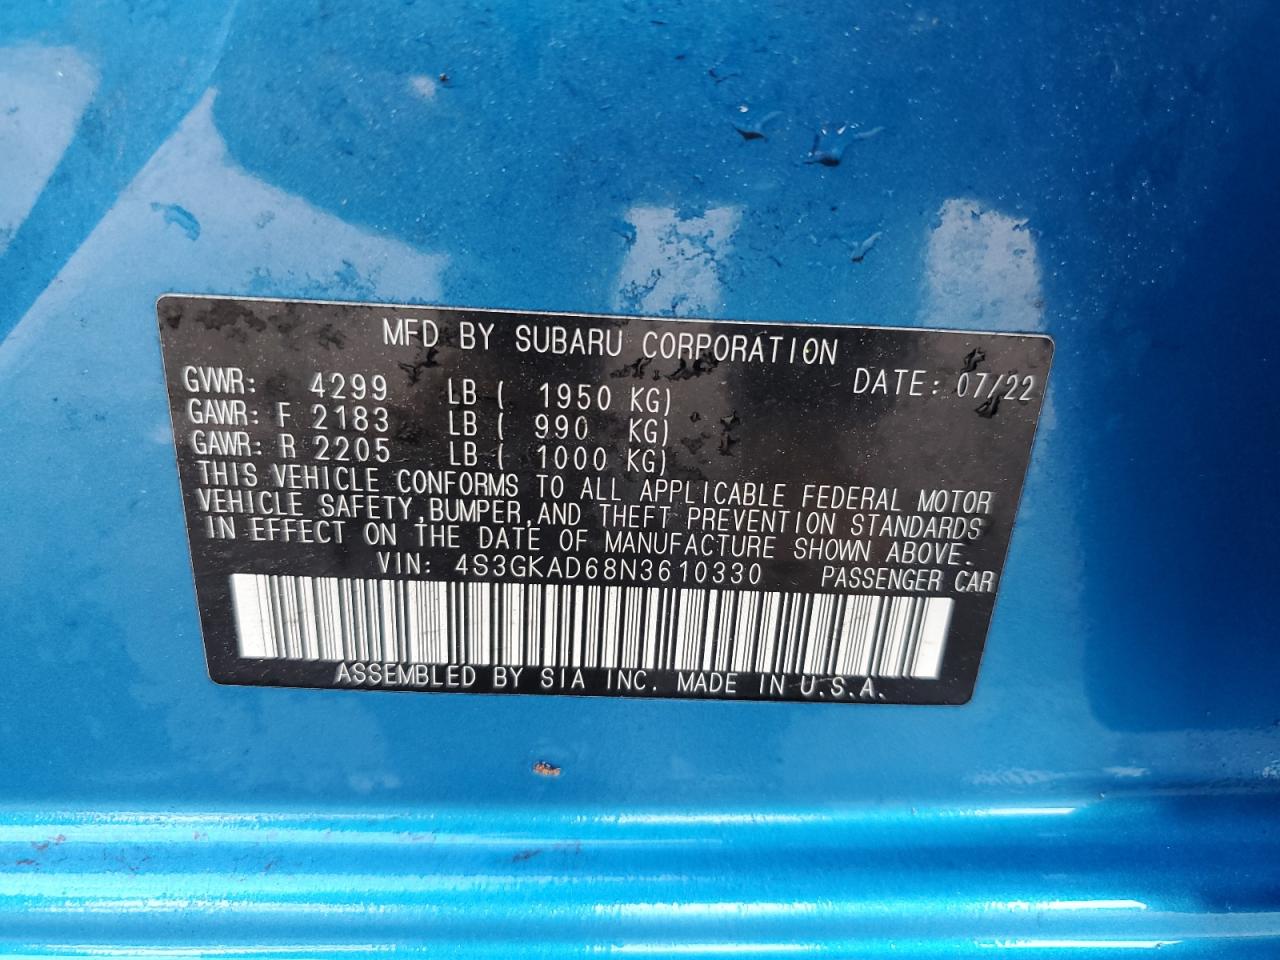 MFD BY SUBARU CORPORATION
GVWR: 4299 LB ( 1950 KG) DATE: 07/22
GAWR: F 2183 LB ( 990 KG)
GAWR: R 2205 LB ( 1000 KG)
THIS VEHICLE CONFORMS TO ALL APPLICABLE FEDERAL MOTOR
VEHICLE SAFETY,BUMPER,AND THEFT PREVENTION STANDARDS
IN EFFECT ON THE DATE OF MANUFACTURE SHOWN ABOVE.
VIN: 4S3GKAD68N3610330 PASSENGER CAR
ASSEMBLED BY SIA INC. MADE IN U.S.A.